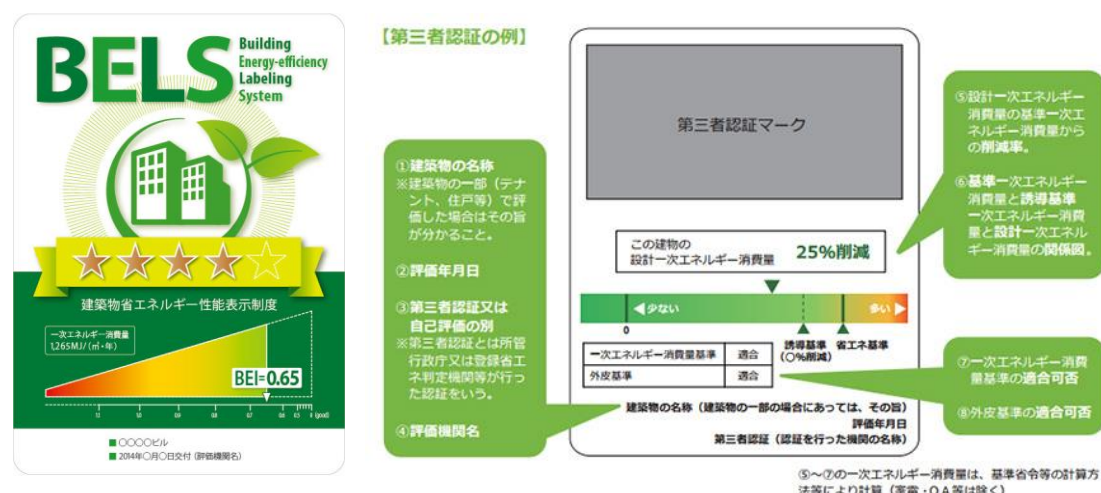 BELS
Building
Energy-efficiency
Labeling
System
建築物省エネルギー性能表示制度
一次エネルギー消費量
1,265MJ/(㎡・年)
BEI=0.65
■ ○○○○ビル
■ 2014年○月○日交付 (評価機関名)
【第三者認証の例】
①建築物の名称
※建築物の一部（テナ
ント、住戸等）で評
価した場合はその旨
が分かること。
②評価年月日
③第三者認証又は
自己評価の別
※第三者認証とは所管
行政庁又は登録省エ
ネ判定機関等が行っ
た認証をいう。
④評価機関名
第三者認証マーク
この建物の
設計一次エネルギー消費量
25%削減
◀少ない
多い▶
0
誘導基準
(○%削減)
省エネ基準
一次エネルギー消費量基準 適合
外皮基準 適合
建築物の名称（建築物の一部の場合にあっては、その旨）
評価年月日
第三者認証（認証を行った機関の名称）
⑤設計一次エネルギー
消費量の基準一次エ
ネルギー消費量から
の削減率。
⑥基準一次エネルギー
消費量と誘導基準
一次エネルギー消費
量と設計一次エネル
ギー消費量の関係図。
⑦一次エネルギー消費
量基準の適合可否
⑧外皮基準の適合可否
⑤～⑦の一次エネルギー消費量は、基準省令等の計算方
法等により計算（家電・OA等は除く）